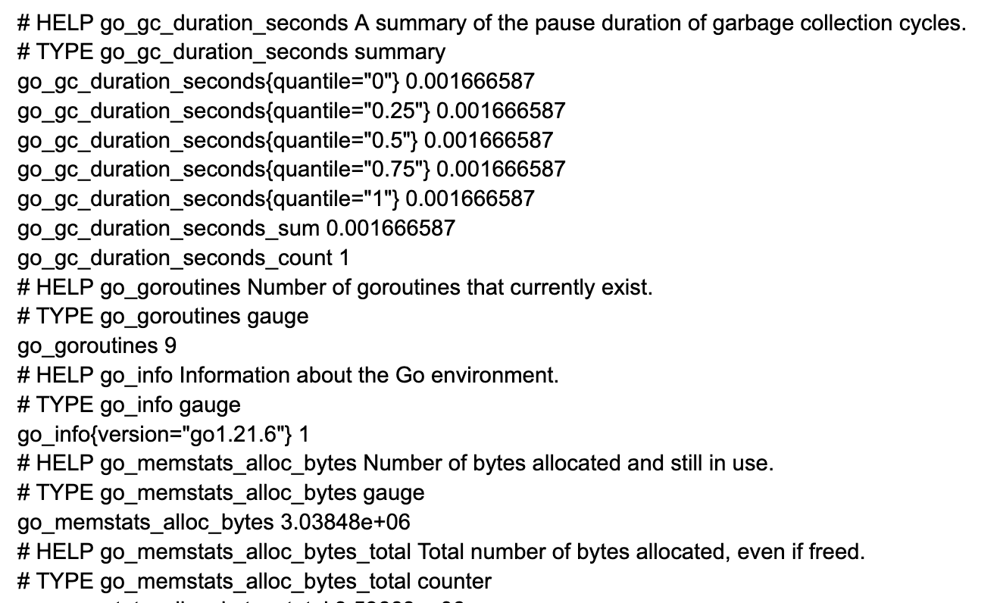 # HELP go_gc_duration_seconds A summary of the pause duration of garbage collection cycles.
# TYPE go_gc_duration_seconds summary
go_gc_duration_seconds{quantile="0"} 0.001666587
go_gc_duration_seconds{quantile="0.25"} 0.001666587
go_gc_duration_seconds{quantile="0.5"} 0.001666587
go_gc_duration_seconds{quantile="0.75"} 0.001666587
go_gc_duration_seconds{quantile="1"} 0.001666587
go_gc_duration_seconds_sum 0.001666587
go_gc_duration_seconds_count 1
# HELP go_goroutines Number of goroutines that currently exist.
# TYPE go_goroutines gauge
go_goroutines 9
# HELP go_info Information about the Go environment.
# TYPE go_info gauge
go_info{version="go1.21.6"} 1
# HELP go_memstats_alloc_bytes Number of bytes allocated and still in use.
# TYPE go_memstats_alloc_bytes gauge
go_memstats_alloc_bytes 3.03848e+06
# HELP go_memstats_alloc_bytes_total Total number of bytes allocated, even if freed.
# TYPE go_memstats_alloc_bytes_total counter